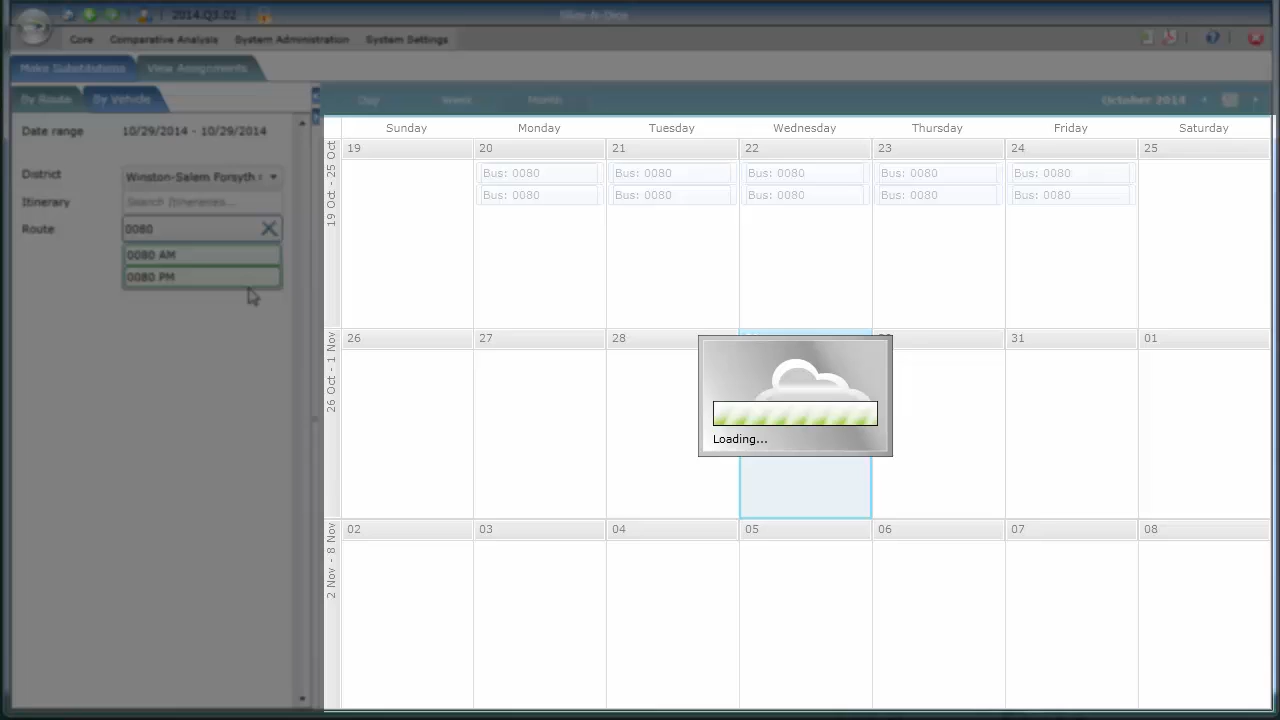 2014.Q3.02
Slice-N-Dice
Core Comparative Analysis System Administration System Settings
Make Substitutions View Assignments
By Route By Vehicle
Day Week Month October 2014
Date range 10/29/2014 - 10/29/2014
District Winston-Salem Forsyth
Itinerary Search Itineraries...
Route 0080
0080 AM
0080 PM
Sunday Monday Tuesday Wednesday Thursday Friday Saturday
19 Oct - 25 Oct
19 20 21 22 23 24 25
Bus: 0080 Bus: 0080 Bus: 0080 Bus: 0080 Bus: 0080
Bus: 0080 Bus: 0080 Bus: 0080 Bus: 0080 Bus: 0080
26 Oct - 1 Nov
26 27 28 31 01
Loading...
2 Nov - 8 Nov
02 03 04 05 06 07 08